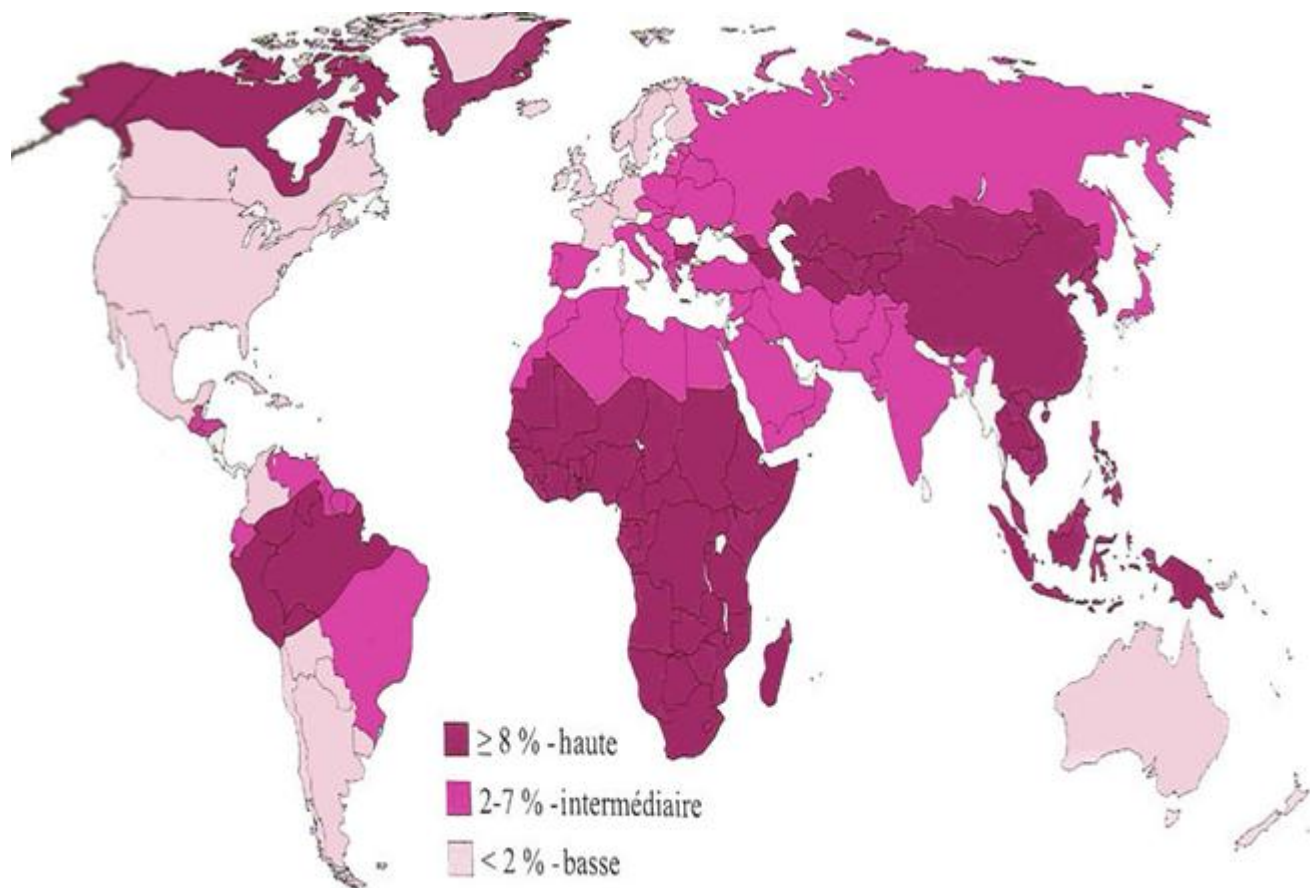 ≥ 8 % - haute
2-7 % - intermédiaire
< 2 % - basse